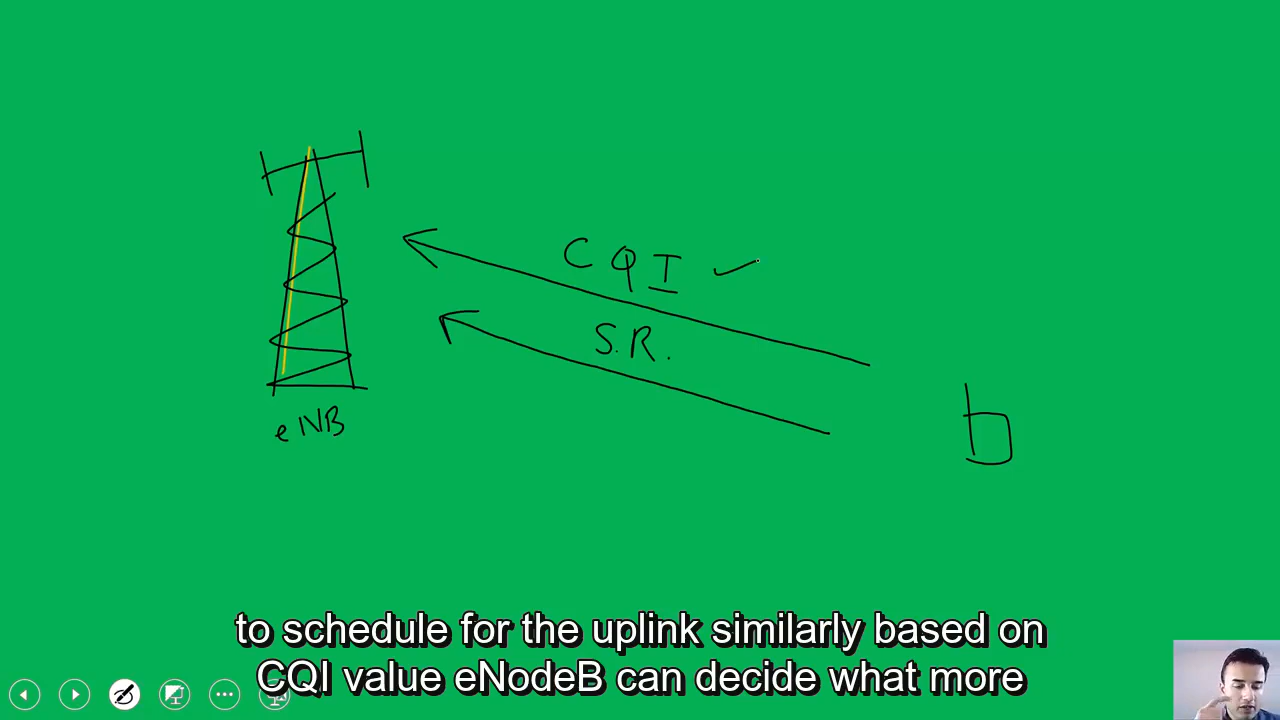 CQI
S.R.
eNB
to schedule for the uplink similarly based on
CQI value eNodeB can decide what more